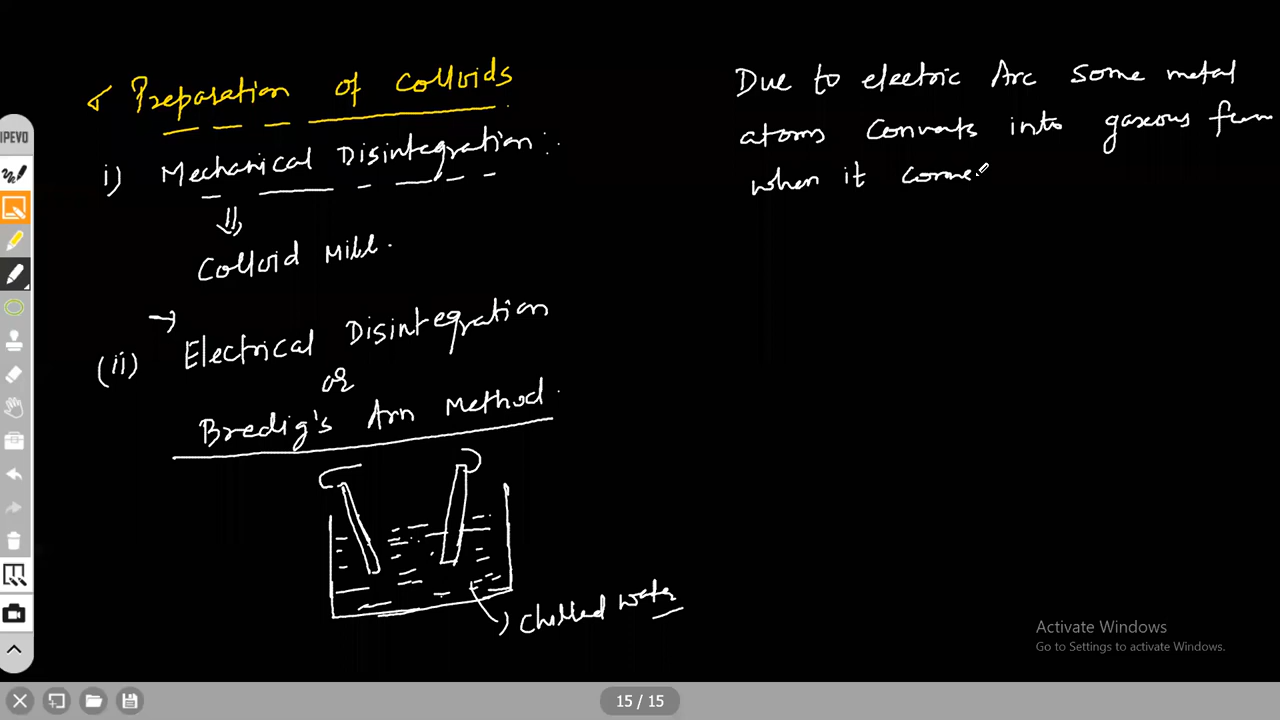 Preparation of Colloids
i) Mechanical Disintegration
Colloid Mill.
(ii) Electrical Disintegration
or
Bredig's Arn Method.
Chilled Water
Due to electric Arc some metal
atoms Converts into gaseous form
when it come
IPEVO
Activate Windows
Go to Settings to activate Windows.
15 / 15